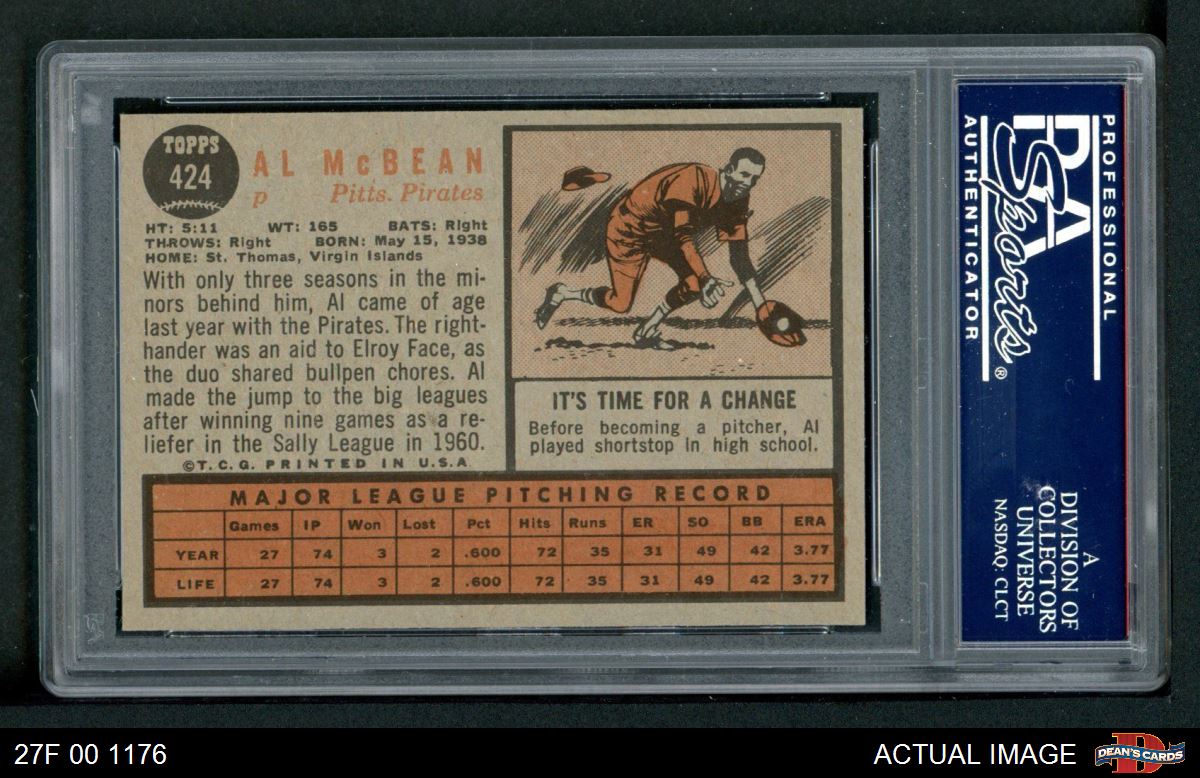 TOPPS
424
AL McBEAN
p Pitts. Pirates
HT: 5:11 WT: 165 BATS: Right
THROWS: Right BORN: May 15, 1938
HOME: St. Thomas, Virgin Islands
With only three seasons in the mi-
nors behind him, Al came of age
last year with the Pirates. The right-
hander was an aid to Elroy Face, as
the duo shared bullpen chores. Al
made the jump to the big leagues
after winning nine games as a re-
liefer in the Sally League in 1960.
©T.C.G. PRINTED IN U.S.A.
IT'S TIME FOR A CHANGE
Before becoming a pitcher, Al
played shortstop In high school.
MAJOR LEAGUE PITCHING RECORD
Games IP Won Lost Pct Hits Runs ER SO BB ERA
YEAR 27 74 3 2 .600 72 35 31 49 42 3.77
LIFE 27 74 3 2 .600 72 35 31 49 42 3.77
PROFESSIONAL
PSA
Sports®
AUTHENTICATOR
A
DIVISION OF
COLLECTORS
UNIVERSE
NASDAQ: CLCT
PSA
27F 00 1176
ACTUAL IMAGE
DEAN'S CARDS